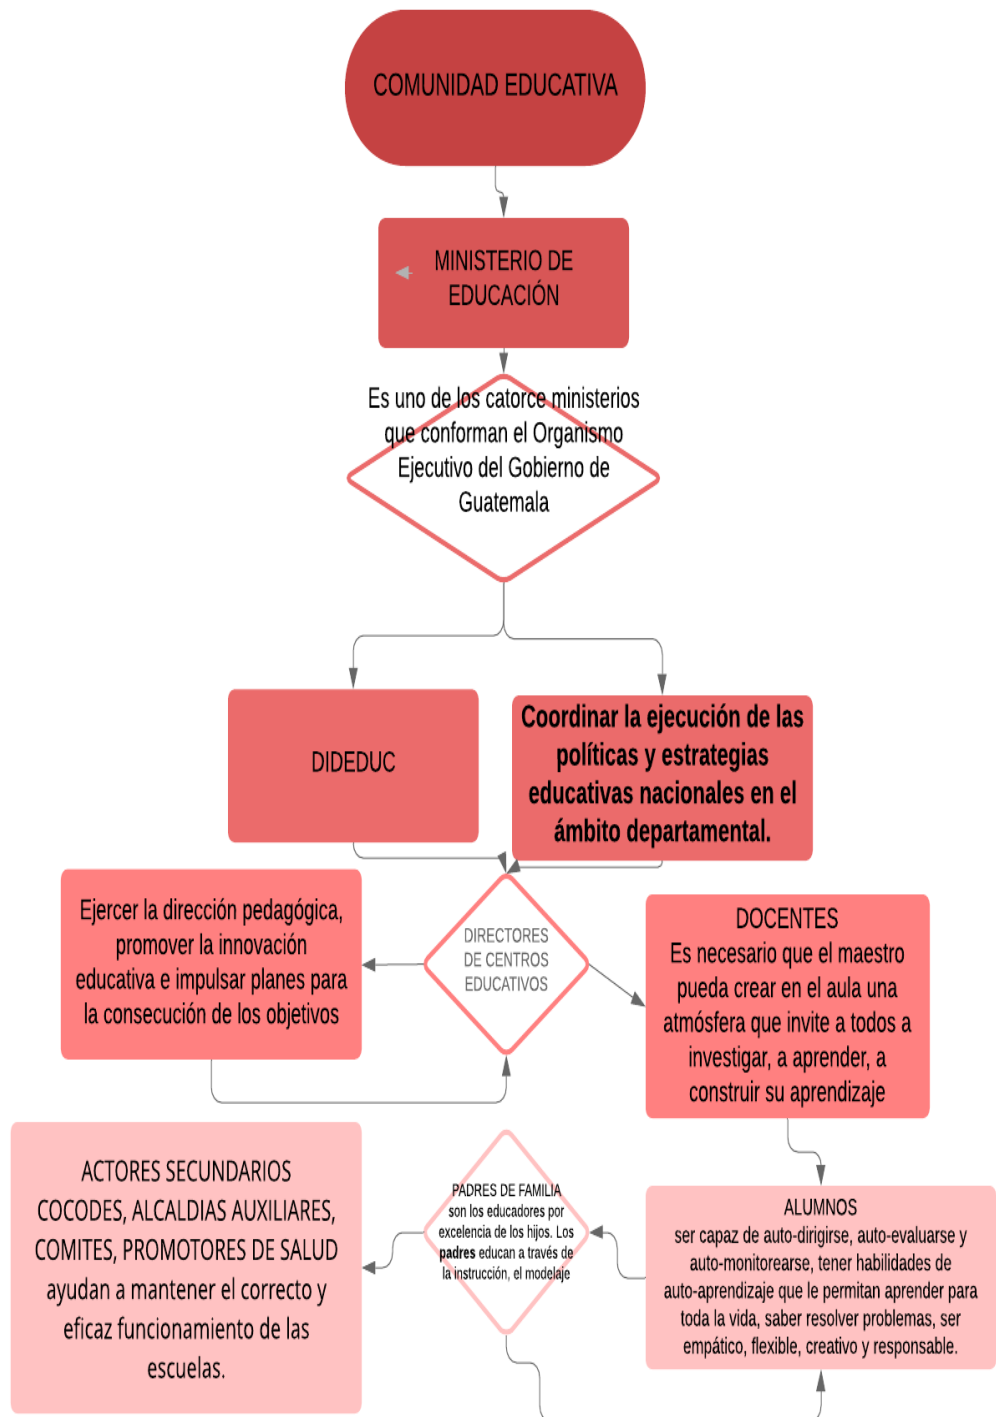 COMUNIDAD EDUCATIVA
MINISTERIO DE
EDUCACIÓN
Es uno de los catorce ministerios
que conforman el Organismo
Ejecutivo del Gobierno de
Guatemala
DIDEDUC
Coordinar la ejecución de las
políticas y estrategias
educativas nacionales en el
ámbito departamental.
Ejercer la dirección pedagógica,
promover la innovación
educativa e impulsar planes para
la consecución de los objetivos
DIRECTORES
DE CENTROS
EDUCATIVOS
DOCENTES
Es necesario que el maestro
pueda crear en el aula una
atmósfera que invite a todos a
investigar, a aprender, a
construir su aprendizaje
ACTORES SECUNDARIOS
COCODES, ALCALDIAS AUXILIARES,
COMITES, PROMOTORES DE SALUD
ayudan a mantener el correcto y
eficaz funcionamiento de las
escuelas.
PADRES DE FAMILIA
son los educadores por
excelencia de los hijos. Los
padres educan a través de
la instrucción, el modelaje
ALUMNOS
ser capaz de auto-dirigirse, auto-evaluarse y
auto-monitorearse, tener habilidades de
auto-aprendizaje que le permitan aprender para
toda la vida, saber resolver problemas, ser
empático, flexible, creativo y responsable.